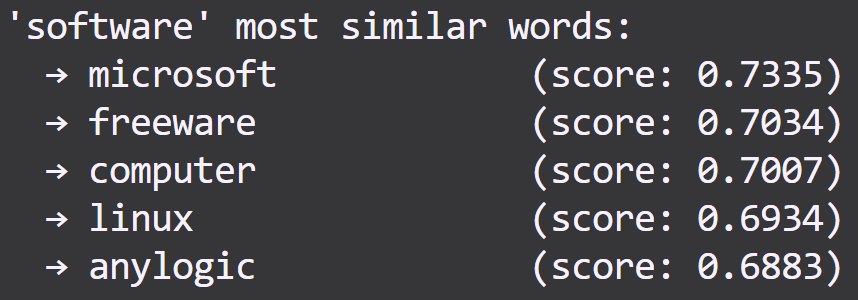 'software' most similar words:
→ microsoft (score: 0.7335)
→ freeware (score: 0.7034)
→ computer (score: 0.7007)
→ linux (score: 0.6934)
→ anylogic (score: 0.6883)